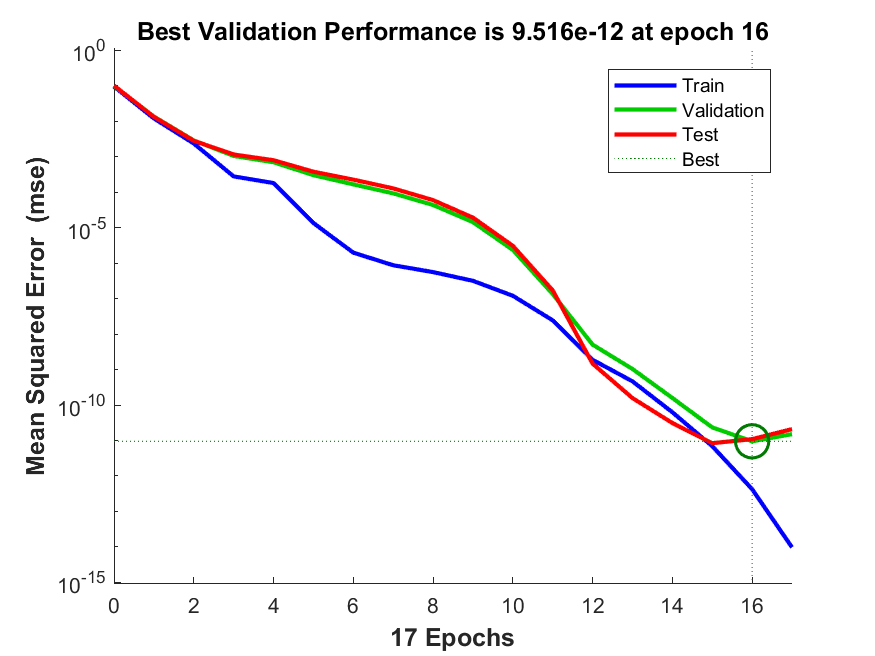 Best Validation Performance is 9.516e-12 at epoch 16
10^0
10^-5
10^-10
10^-15
Mean Squared Error  (mse)
Train
Validation
Test
Best
0 2 4 6 8 10 12 14 16
17 Epochs